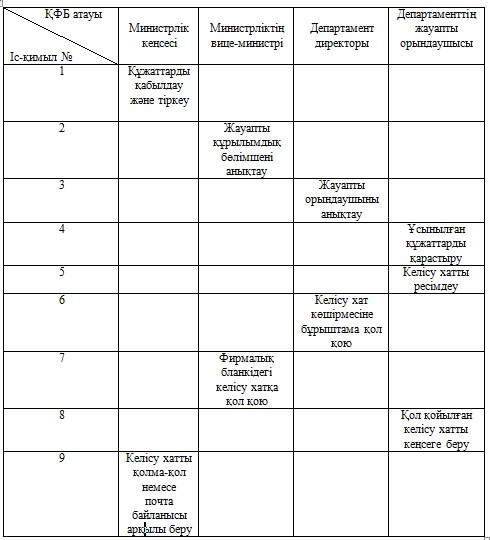 ҚФБ атауы
Іс-қимыл №
Министрлік
кеңсесі
Министрліктің
вице-министрі
Департамент
директоры
Департаменттің
жауапты
орындаушысы
1
Құжаттарды
қабылдау
және тіркеу
2
Жауапты
құрылымдық
бөлімшені
анықтау
3
Жауапты
орындаушыны
анықтау
4
Ұсынылған
құжаттарды
қарастыру
5
Келісу хатты
ресімдеу
6
Келісу хат
көшірмесіне
бұрыштама қол
қою
7
Фирмалық
бланкідегі
келісу хатқа
қол қою
8
Қол қойылған
келісу хатты
кеңсеге беру
9
Келісу хатты
қолма-қол
немесе
почта
байланысы
арқылы беру